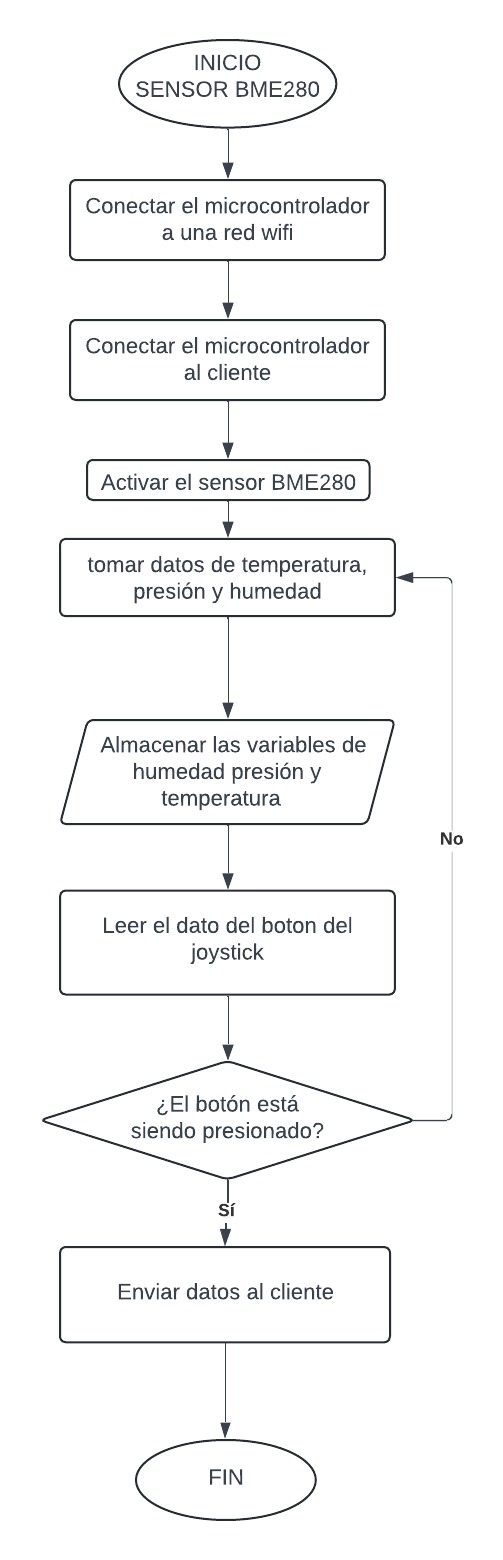 INICIO
SENSOR BME280
Conectar el microcontrolador
a una red wifi
Conectar el microcontrolador
al cliente
Activar el sensor BME280
tomar datos de temperatura,
presión y humedad
Almacenar las variables de
humedad presión y
temperatura
No
Leer el dato del boton del
joystick
¿El botón está
siendo presionado?
Sí
Enviar datos al cliente
FIN